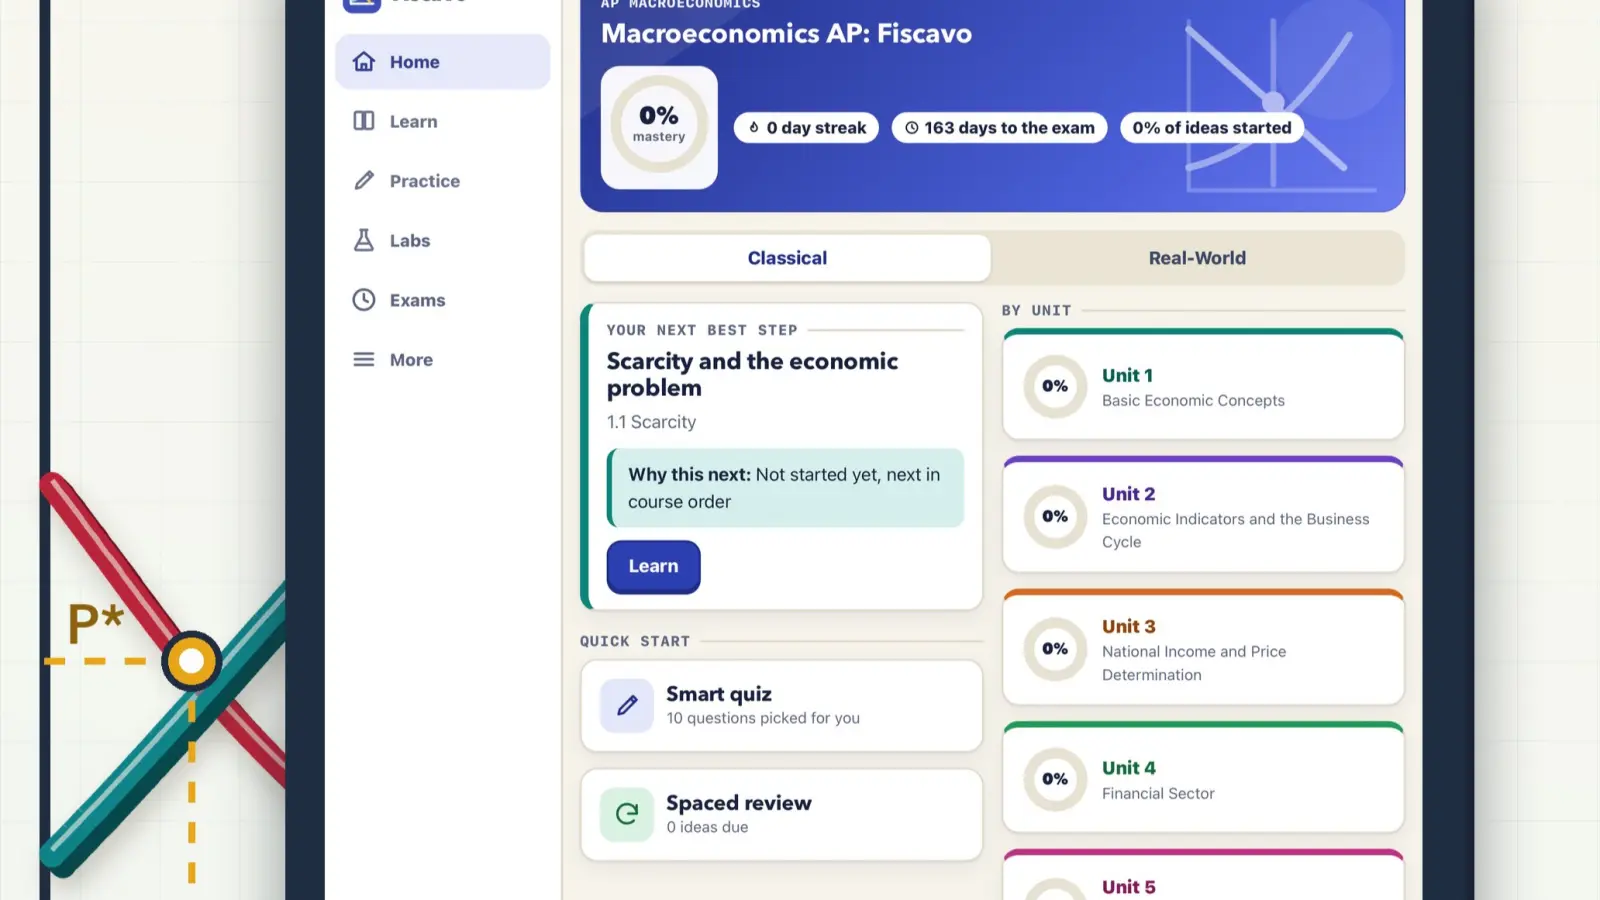 AP MACROECONOMICS
Macroeconomics AP: Fiscavo
0%
mastery
0 day streak
163 days to the exam
0% of ideas started
Home
Learn
Practice
Labs
Exams
More
Classical
Real-World
YOUR NEXT BEST STEP
Scarcity and the economic
problem
1.1 Scarcity
Why this next: Not started yet, next in
course order
Learn
QUICK START
Smart quiz
10 questions picked for you
Spaced review
0 ideas due
BY UNIT
0%
Unit 1
Basic Economic Concepts
0%
Unit 2
Economic Indicators and the Business
Cycle
0%
Unit 3
National Income and Price
Determination
0%
Unit 4
Financial Sector
Unit 5
P*